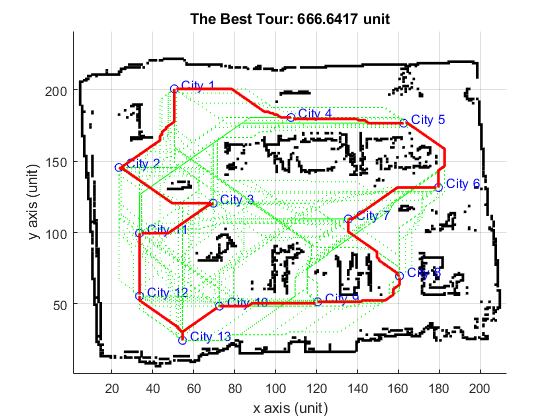 The Best Tour: 666.6417 unit
200
150
100
50
y axis (unit)
City 1
City 4
City 5
City 2
City 6
City 3
City 7
City 11
City 8
City 12
City 10
City 9
City 13
20
40
60
80
100
120
140
160
180
200
x axis (unit)